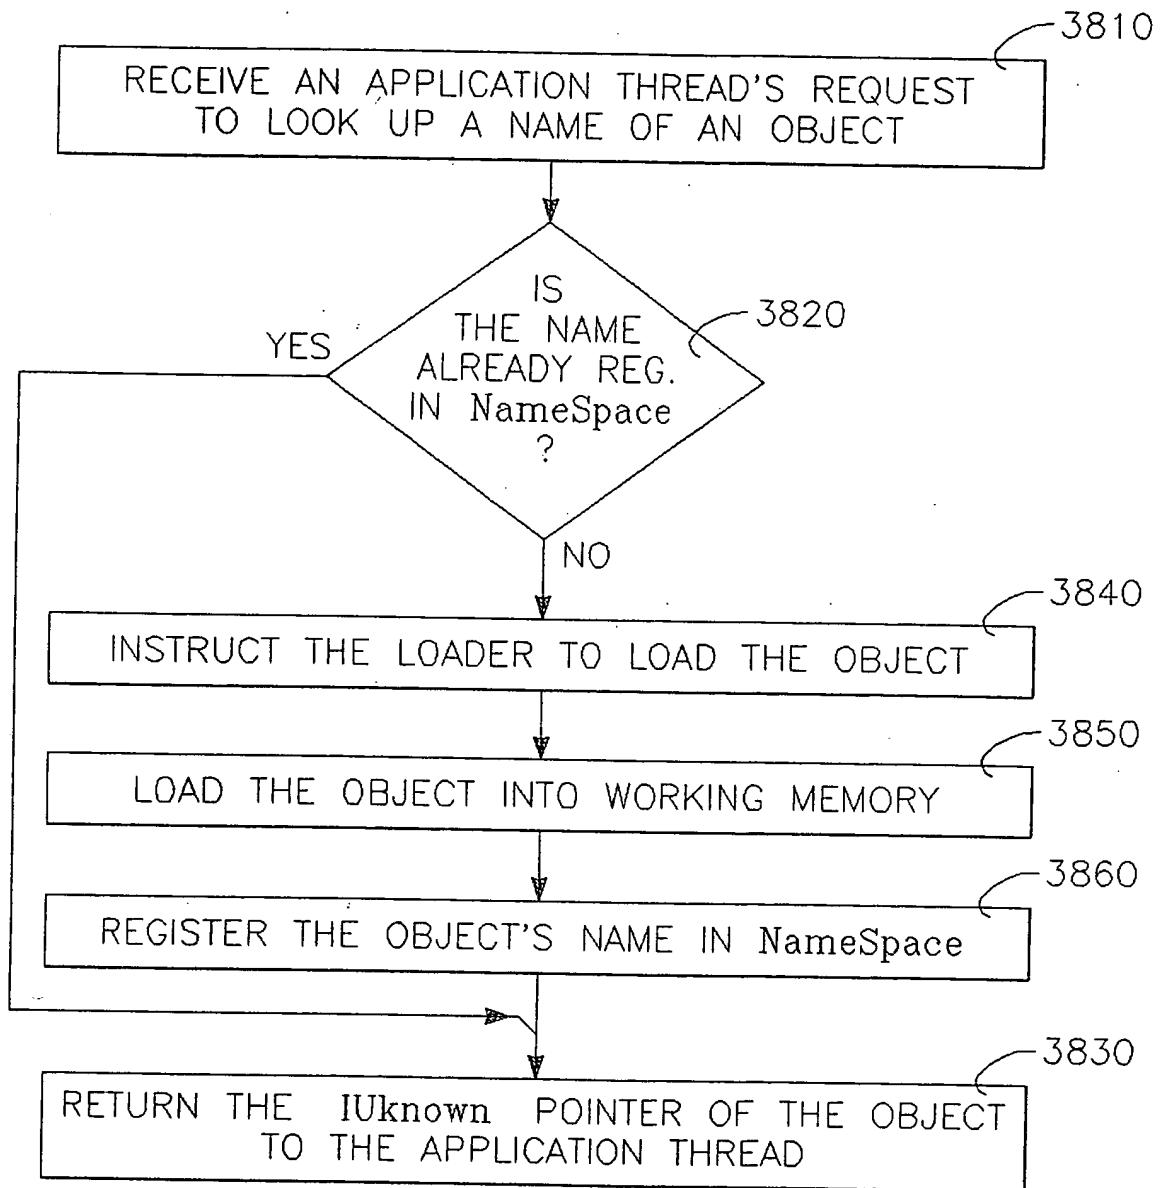 3810
RECEIVE AN APPLICATION THREAD'S REQUEST
TO LOOK UP A NAME OF AN OBJECT
IS
THE NAME
ALREADY REG.
IN NameSpace
?
3820
YES
NO
3840
INSTRUCT THE LOADER TO LOAD THE OBJECT
3850
LOAD THE OBJECT INTO WORKING MEMORY
3860
REGISTER THE OBJECT'S NAME IN NameSpace
3830
RETURN THE IUknown POINTER OF THE OBJECT
TO THE APPLICATION THREAD